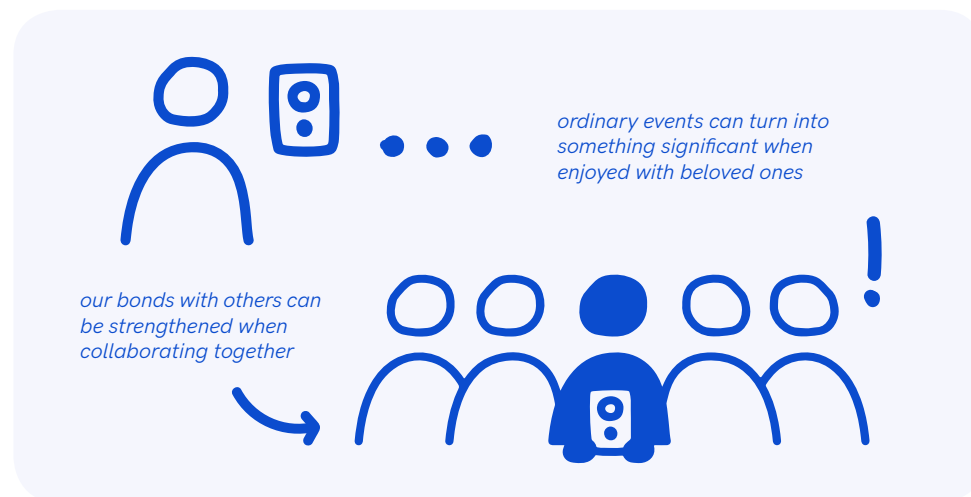 ordinary events can turn into
something significant when
enjoyed with beloved ones
our bonds with others can
be strengthened when
collaborating together